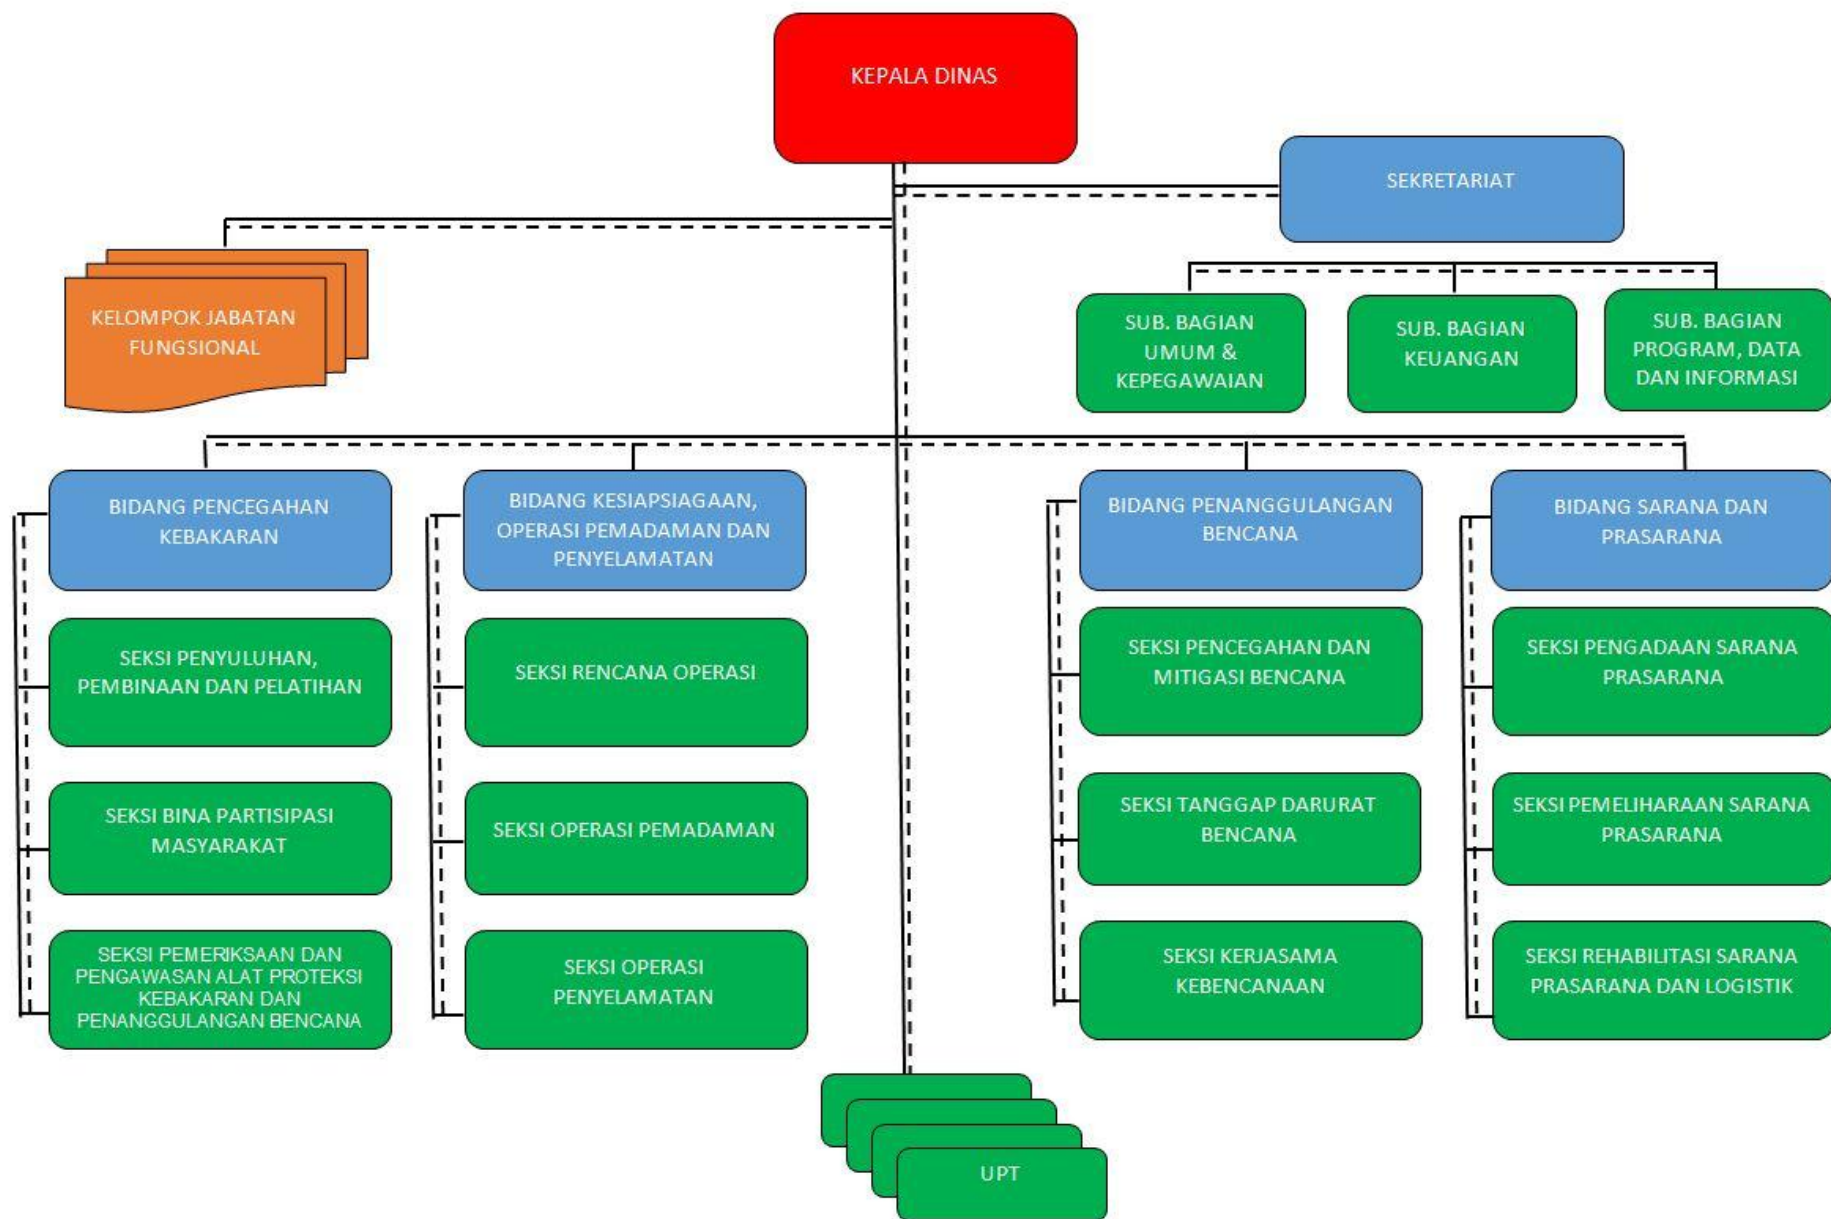 KEPALA DINAS
SEKRETARIAT
KELOMPOK JABATAN
FUNGSIONAL
SUB. BAGIAN
UMUM &
KEPEGAWAIAN
SUB. BAGIAN
KEUANGAN
SUB. BAGIAN
PROGRAM, DATA
DAN INFORMASI
BIDANG PENCEGAHAN
KEBAKARAN
BIDANG KESIAPSIAGAAN,
OPERASI PEMADAMAN DAN
PENYELAMATAN
BIDANG PENANGGULANGAN
BENCANA
BIDANG SARANA DAN
PRASARANA
SEKSI PENYULUHAN,
PEMBINAAN DAN PELATIHAN
SEKSI RENCANA OPERASI
SEKSI PENCEGAHAN DAN
MITIGASI BENCANA
SEKSI PENGADAAN SARANA
PRASARANA
SEKSI BINA PARTISIPASI
MASYARAKAT
SEKSI OPERASI PEMADAMAN
SEKSI TANGGAP DARURAT
BENCANA
SEKSI PEMELIHARAAN SARANA
PRASARANA
SEKSI PEMERIKSAAN DAN
PENGAWASAN ALAT PROTEKSI
KEBAKARAN DAN
PENANGGULANGAN BENCANA
SEKSI OPERASI
PENYELAMATAN
SEKSI KERJASAMA
KEBENCANAAN
SEKSI REHABILITASI SARANA
PRASARANA DAN LOGISTIK
UPT